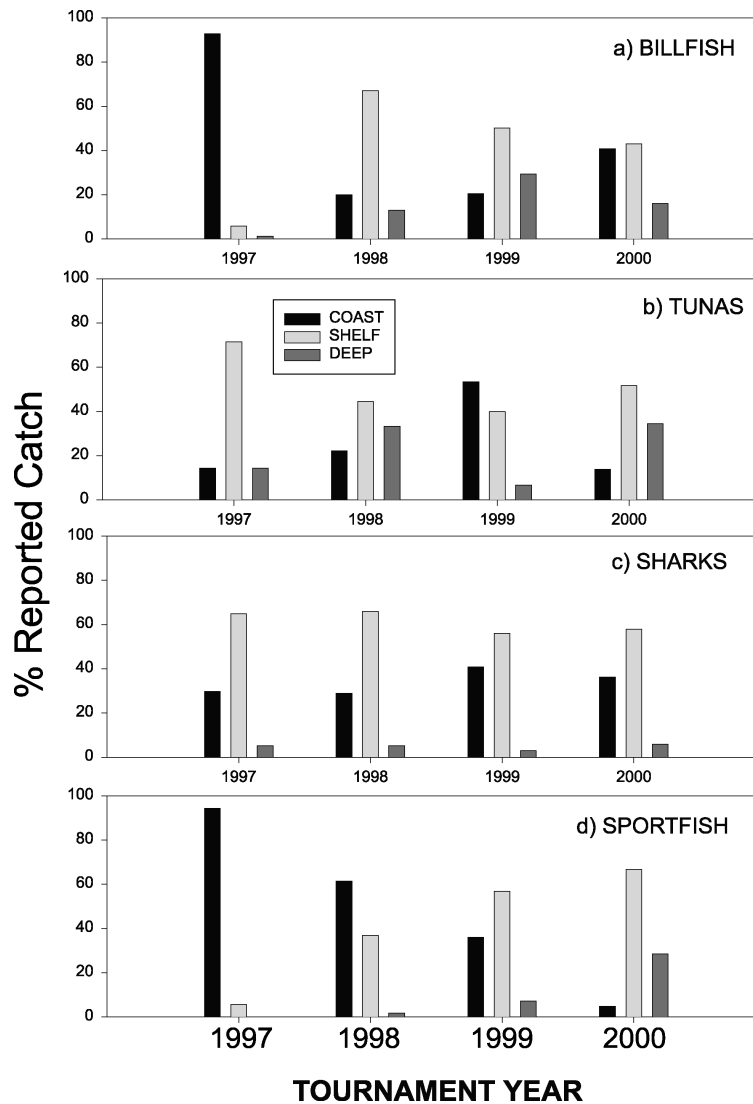 % Reported Catch
a) BILLFISH
100
80
60
40
20
0
1997 1998 1999 2000
b) TUNAS
COAST
SHELF
DEEP
100
80
60
40
20
0
1997 1998 1999 2000
c) SHARKS
100
80
60
40
20
0
1997 1998 1999 2000
d) SPORTFISH
100
80
60
40
20
0
1997 1998 1999 2000
TOURNAMENT YEAR